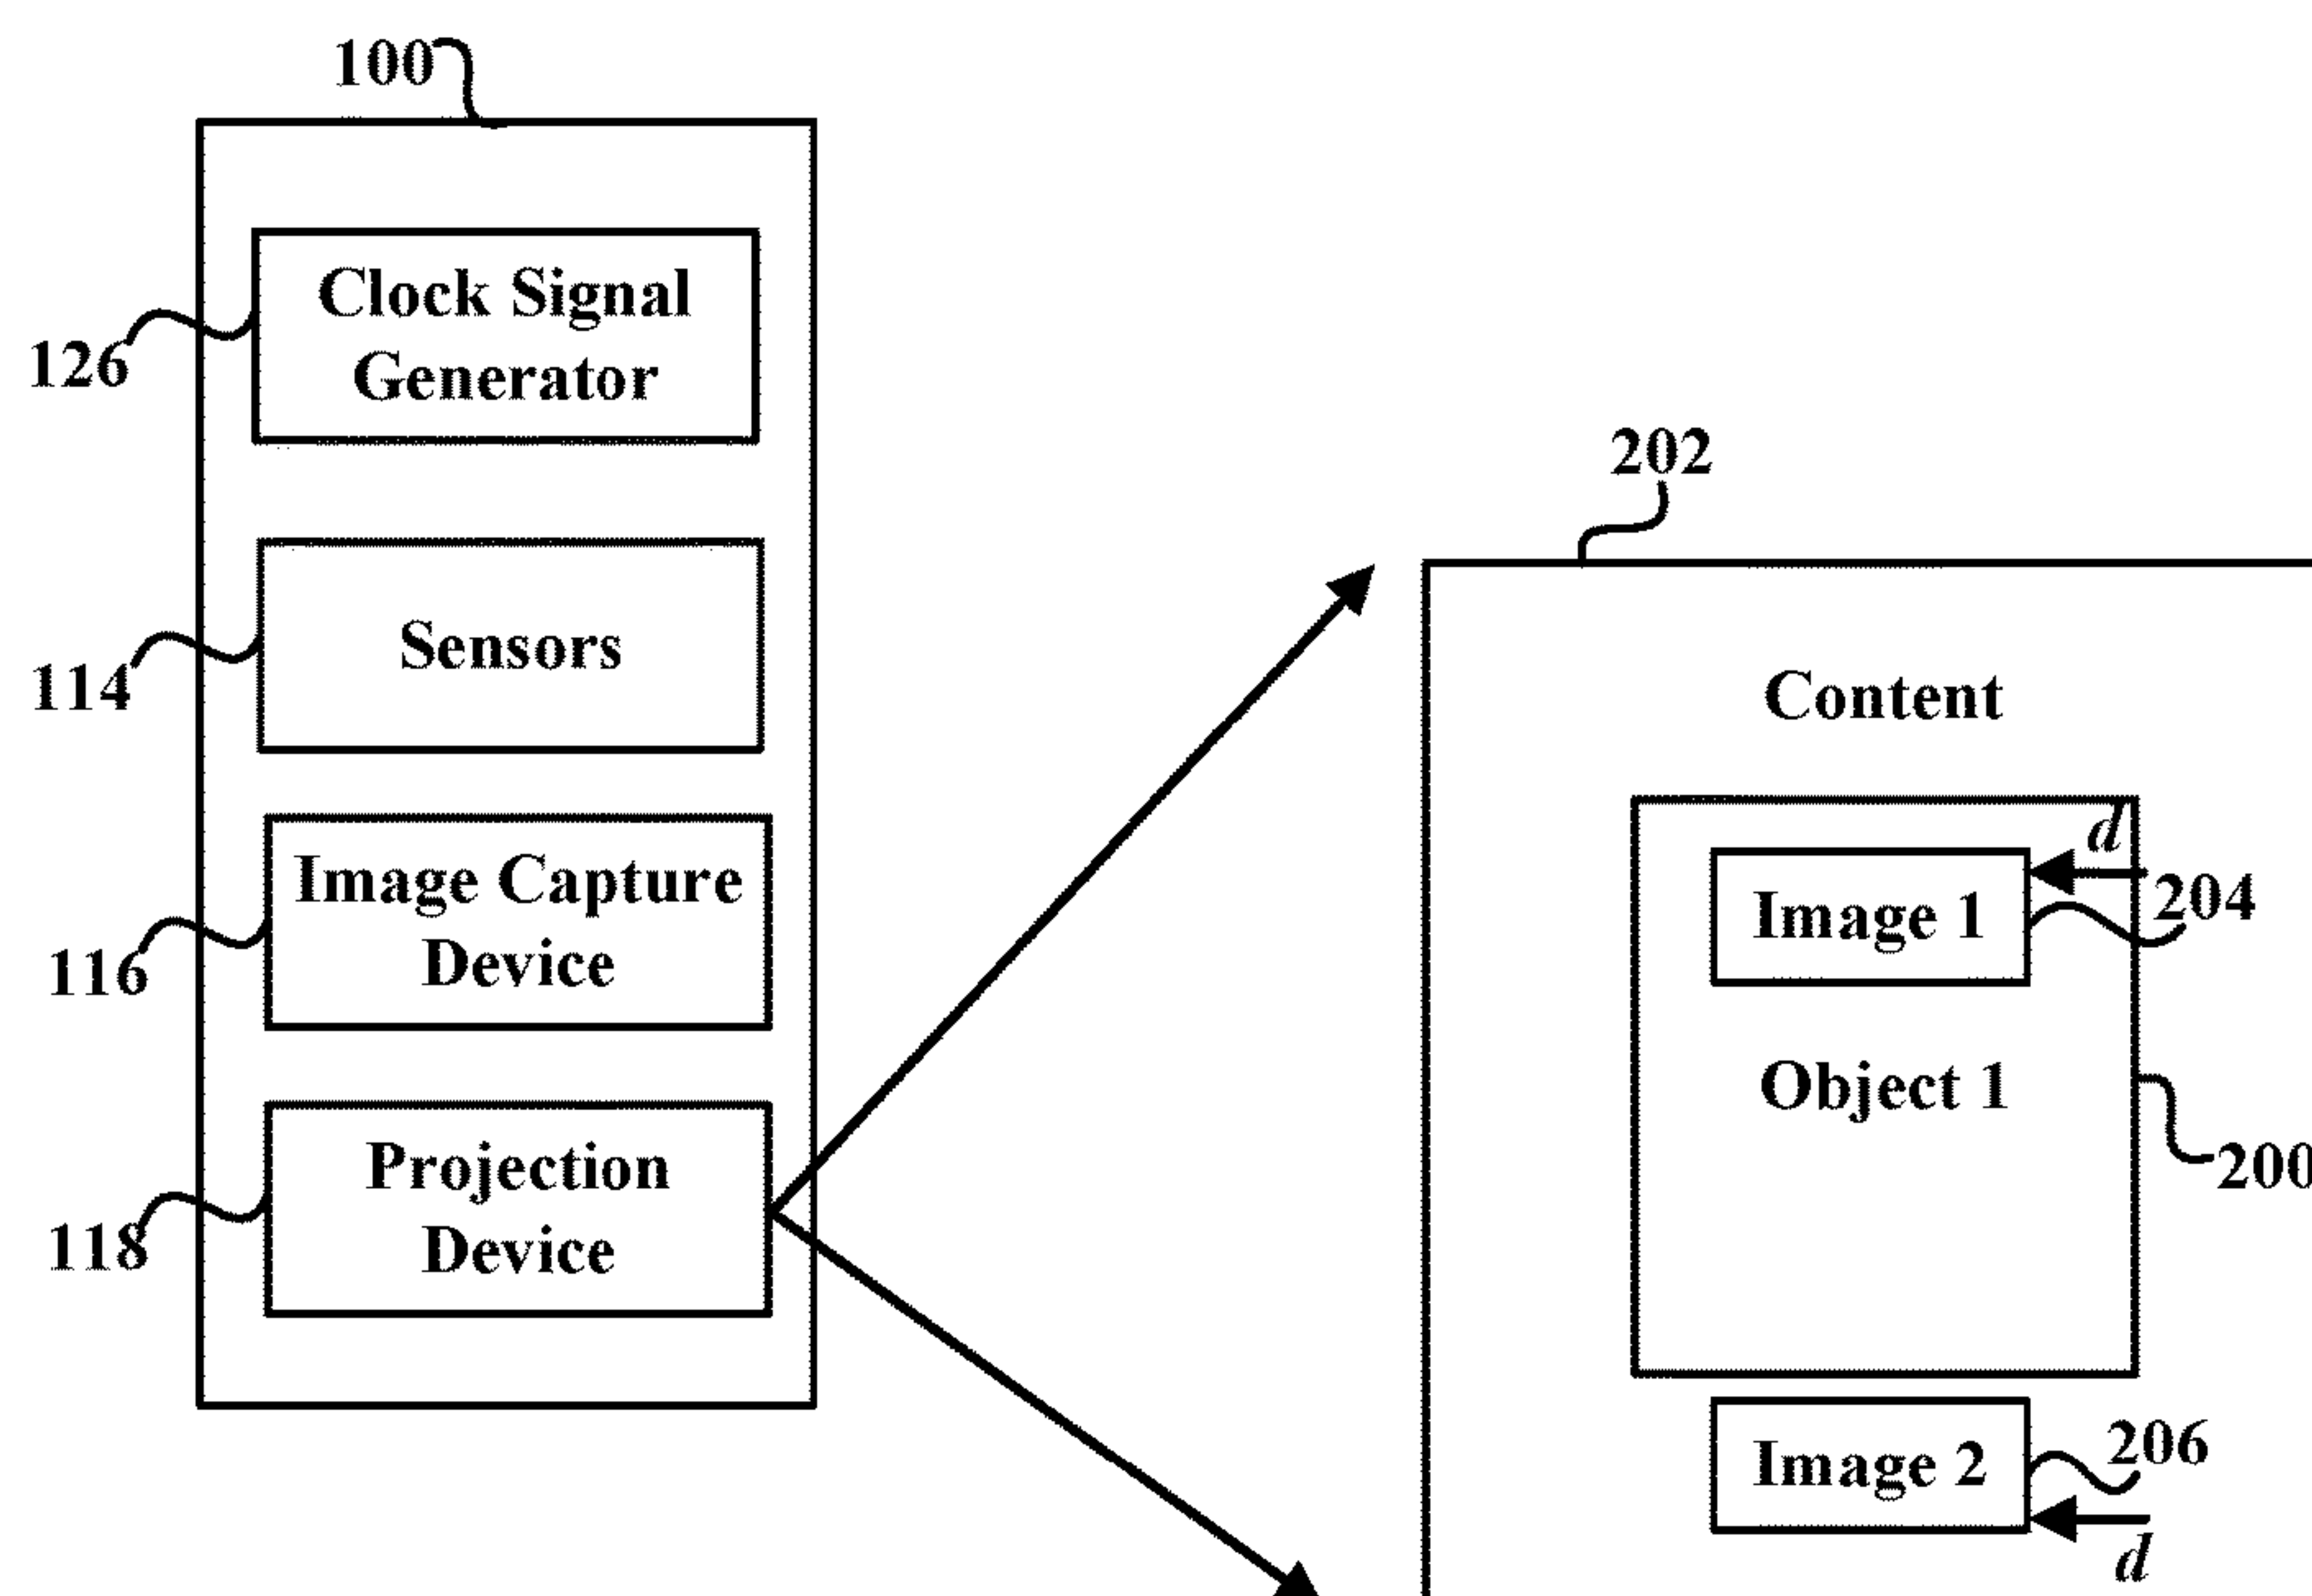 100
Clock Signal
Generator
126
Sensors
114
Image Capture
Device
116
Projection
Device
118
202
Content
d
Image 1
204
Object 1
200
Image 2
206
d